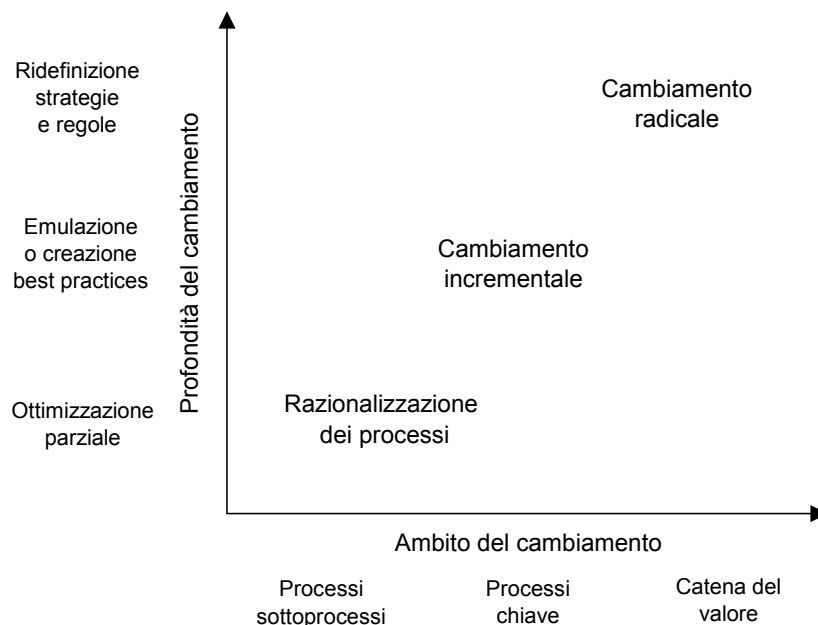 Ridefinizione
strategie
e regole
Cambiamento
radicale
Profondità del cambiamento
Emulazione
o creazione
best practices
Cambiamento
incrementale
Ottimizzazione
parziale
Razionalizzazione
dei processi
Ambito del cambiamento
Processi
sottoprocessi
Processi
chiave
Catena del
valore